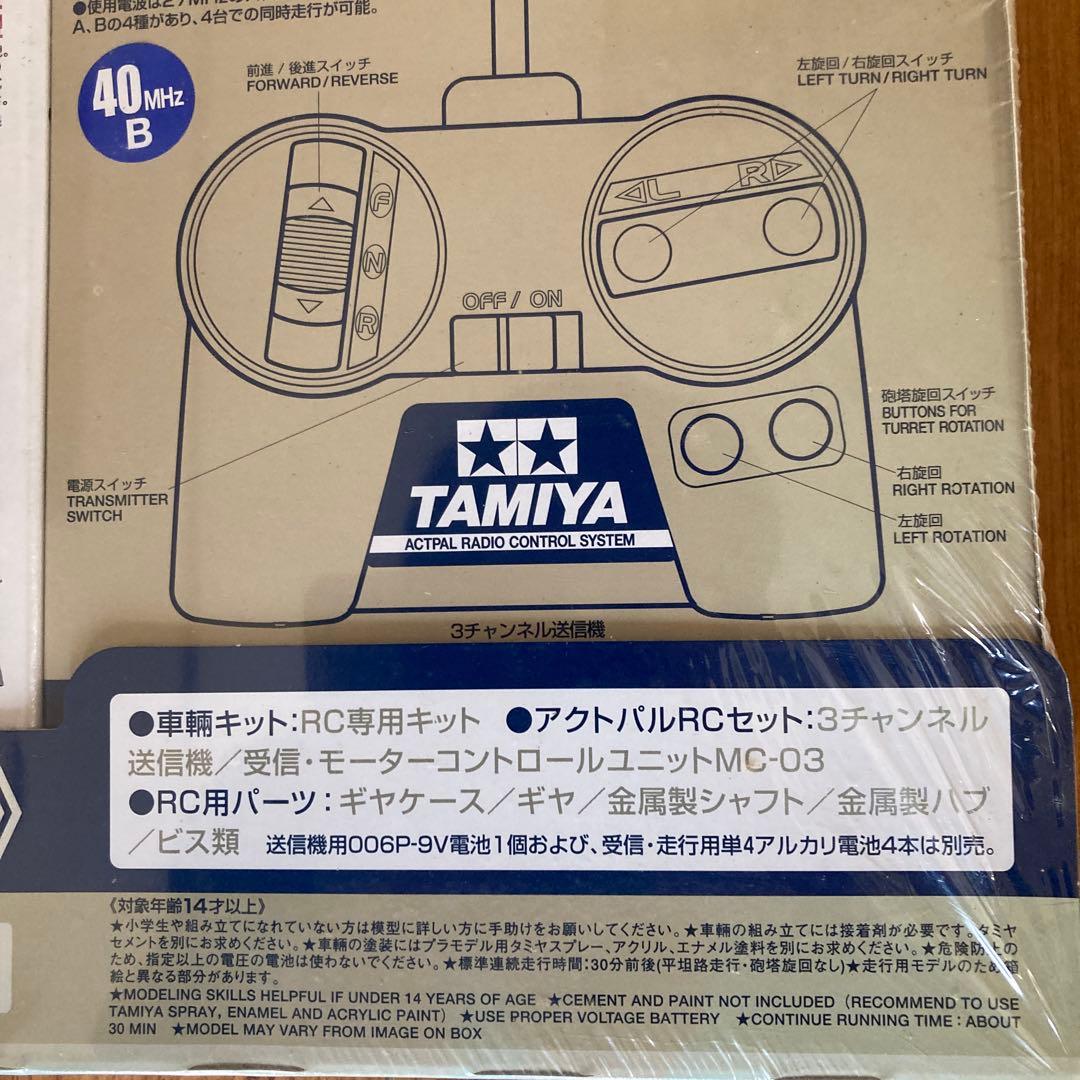 A、Bの4種があり、4台での同時走行が可能。
40MHz
B
前進/後進スイッチ
FORWARD/REVERSE
左旋回/右旋回スイッチ
LEFT TURN/RIGHT TURN
F
N
R
L R
OFF/ON
砲塔旋回スイッチ
BUTTONS FOR
TURRET ROTATION
右旋回
RIGHT ROTATION
左旋回
LEFT ROTATION
電源スイッチ
TRANSMITTER
SWITCH
TAMIYA
ACTPAL RADIO CONTROL SYSTEM
3チャンネル送信機
●車輌キット:RC専用キット ●アクトパルRCセット:3チャンネル
送信機/受信・モーターコントロールユニットMC-03
●RC用パーツ:ギヤケース/ギヤ/金属製シャフト/金属製ハブ
/ビス類 送信機用006P-9V電池1個および、受信・走行用単4アルカリ電池4本は別売。
《対象年齢14才以上》
★小学生や組み立てになれていない方は模型に詳しい方に手助けをお願いしてください。★車輌の組み立てには接着剤が必要です。タミヤ
セメントを別にお求めください。★車輌の塗装にはプラモデル用タミヤスプレー、アクリル、エナメル塗料を別にお求めください。★危険防止の
ため、指定以上の電圧の電池は使わないでください。★標準連続走行時間:30分前後(平坦路走行・砲塔旋回なし)★走行用モデルのため箱
絵と異なる部分があります。
★MODELING SKILLS HELPFUL IF UNDER 14 YEARS OF AGE ★CEMENT AND PAINT NOT INCLUDED (RECOMMEND TO USE
TAMIYA SPRAY, ENAMEL AND ACRYLIC PAINT) ★USE PROPER VOLTAGE BATTERY ★CONTINUE RUNNING TIME : ABOUT
30 MIN ★MODEL MAY VARY FROM IMAGE ON BOX